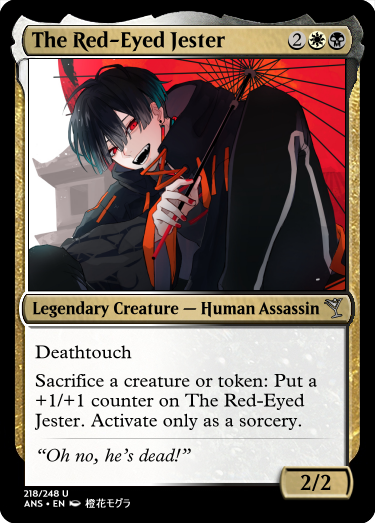 The Red-Eyed Jester 2
Legendary Creature — Human Assassin
Deathtouch
Sacrifice a creature or token: Put a
+1/+1 counter on The Red-Eyed
Jester. Activate only as a sorcery.
“Oh no, he’s dead!”
2/2
218/248 U
ANS • EN 橙花モグラ